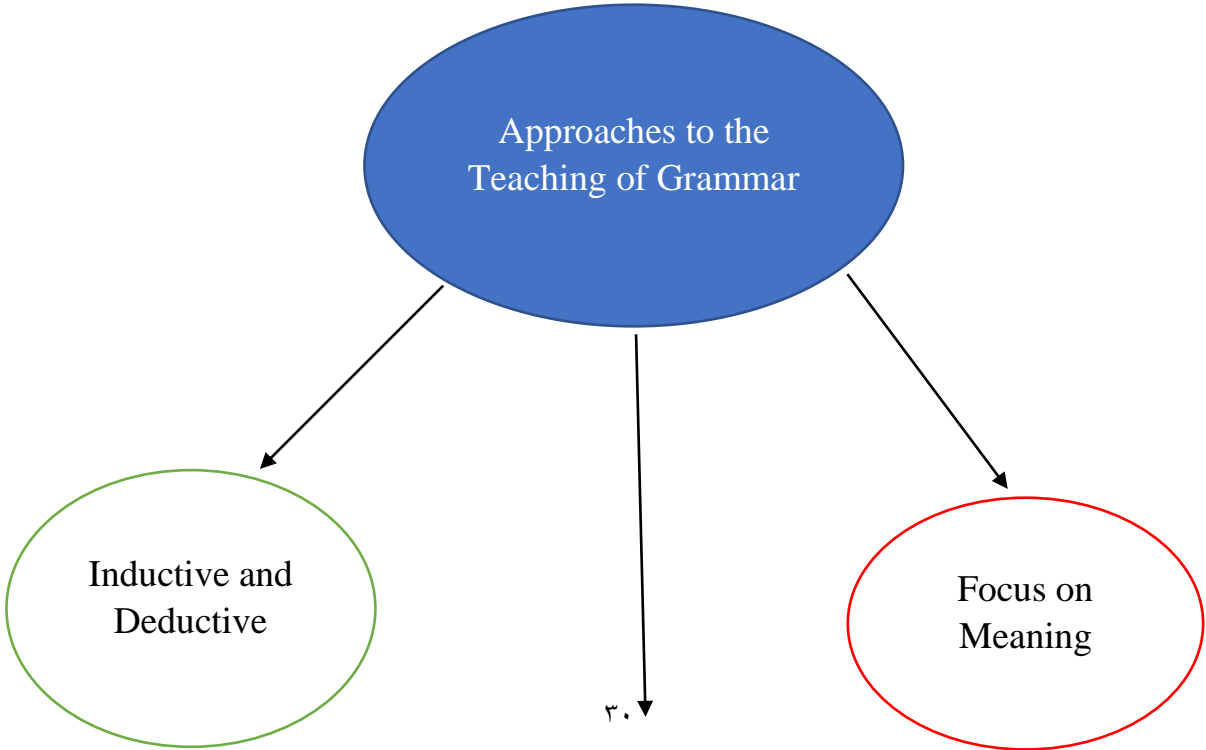 Approaches to the
Teaching of Grammar
Inductive and
Deductive
Focus on
Meaning
٣٠